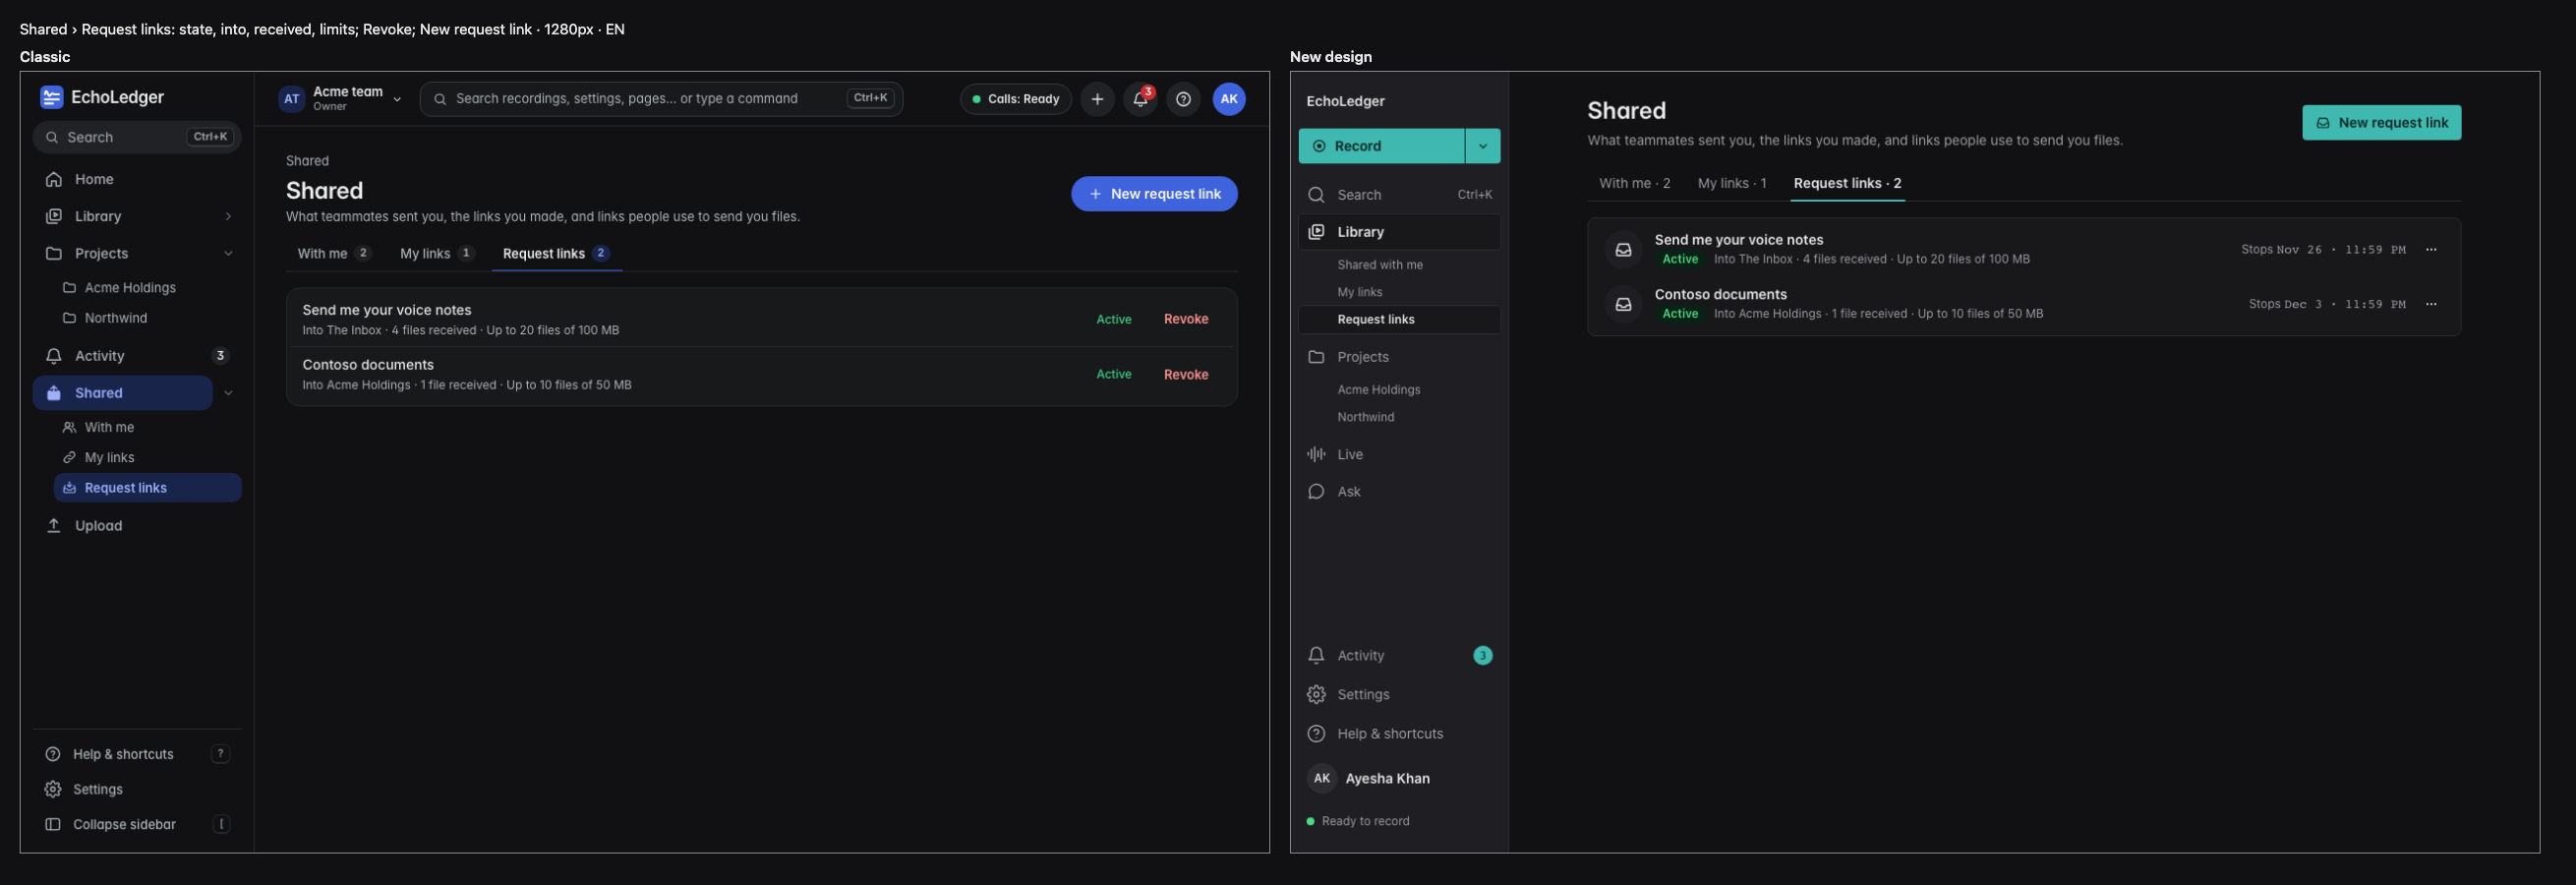 Shared › Request links: state, into, received, limits; Revoke; New request link · 1280px · EN
Classic
EchoLedger
Search Ctrl+K
Home
Library
Projects
Acme Holdings
Northwind
Activity 3
Shared
With me
My links
Request links
Upload
Help & shortcuts ?
Settings
Collapse sidebar [
AT Acme team
Owner
Search recordings, settings, pages... or type a command Ctrl+K
Calls: Ready
3
AK
Shared
Shared
What teammates sent you, the links you made, and links people use to send you files.
New request link
With me 2 My links 1 Request links 2
Send me your voice notes
Into The Inbox · 4 files received · Up to 20 files of 100 MB
Active Revoke
Contoso documents
Into Acme Holdings · 1 file received · Up to 10 files of 50 MB
Active Revoke
New design
EchoLedger
Record
Search Ctrl+K
Library
Shared with me
My links
Request links
Projects
Acme Holdings
Northwind
Live
Ask
Activity 3
Settings
Help & shortcuts
AK Ayesha Khan
Ready to record
Shared
What teammates sent you, the links you made, and links people use to send you files.
New request link
With me · 2 My links · 1 Request links · 2
Send me your voice notes
Active Into The Inbox · 4 files received · Up to 20 files of 100 MB
Stops Nov 26 · 11:59 PM
Contoso documents
Active Into Acme Holdings · 1 file received · Up to 10 files of 50 MB
Stops Dec 3 · 11:59 PM